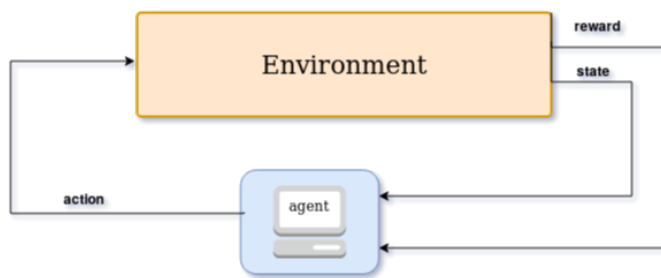 reward
Environment
state
action
agent